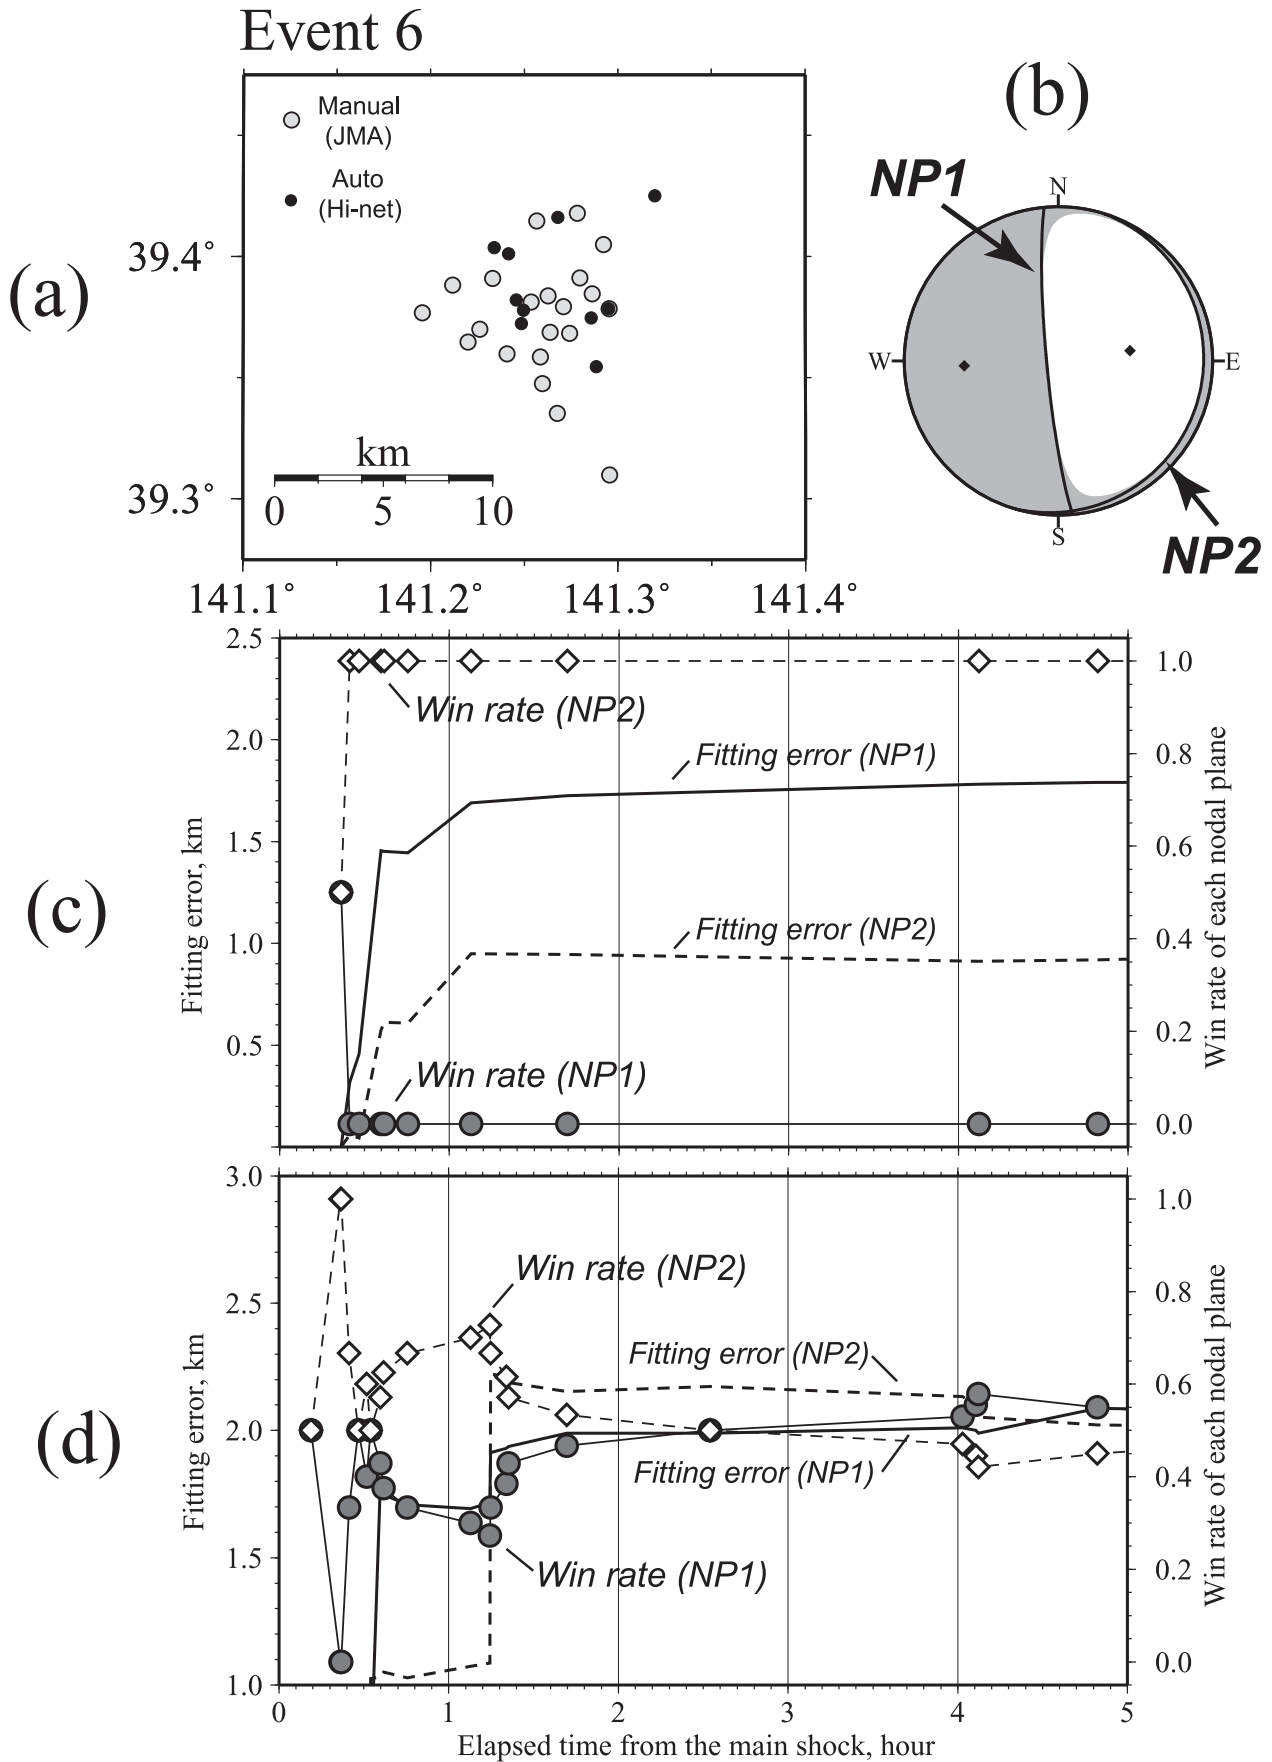 Event 6
(a)
Manual
(JMA)
Auto
(Hi-net)
39.4°
39.3°
km
0 5 10
141.1° 141.2° 141.3° 141.4°
(b)
NP1
N
W
E
S
NP2
(c)
Fitting error, km
2.5
2.0
1.5
1.0
0.5
Win rate (NP2)
Fitting error (NP1)
Fitting error (NP2)
Win rate (NP1)
1.0
0.8
0.6
0.4
0.2
0.0
Win rate of each nodal plane
(d)
Fitting error, km
3.0
2.5
2.0
1.5
1.0
Win rate (NP2)
Fitting error (NP2)
Fitting error (NP1)
Win rate (NP1)
1.0
0.8
0.6
0.4
0.2
0.0
Win rate of each nodal plane
0 1 2 3 4 5
Elapsed time from the main shock, hour